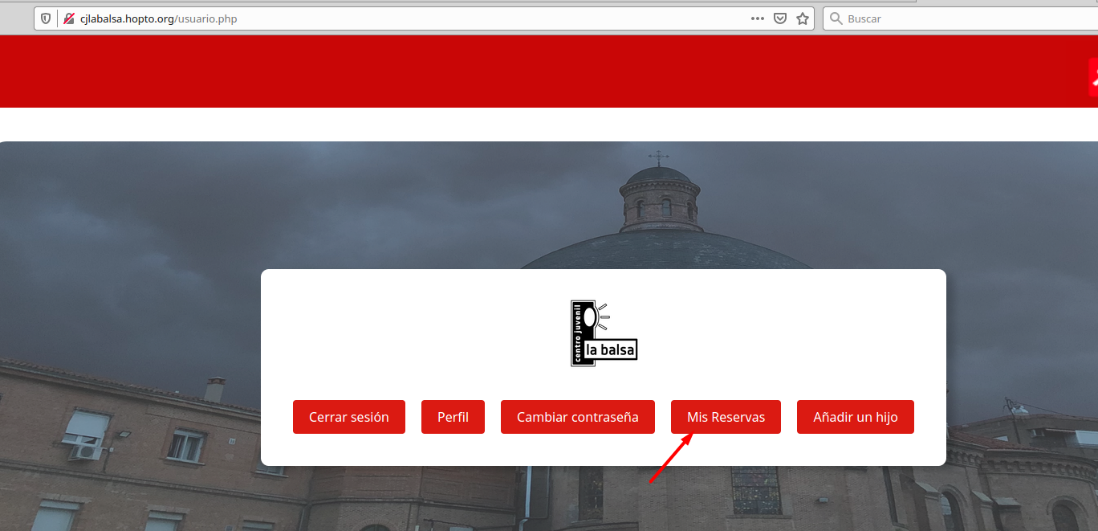 cjlabalsa.hopto.org/usuario.php
Buscar
centro juvenil
la balsa
Cerrar sesión
Perfil
Cambiar contraseña
Mis Reservas
Añadir un hijo